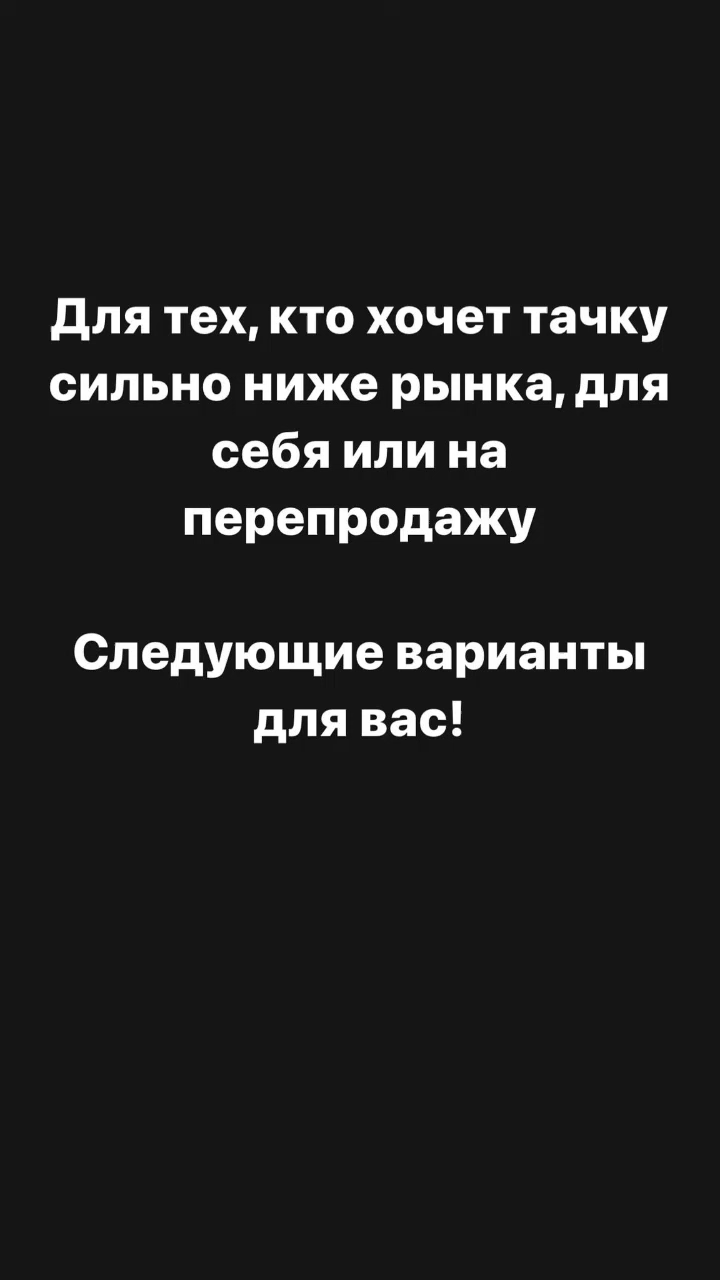 Для тех, кто хочет тачку
сильно ниже рынка, для
себя или на
перепродажу
Следующие варианты
для вас!